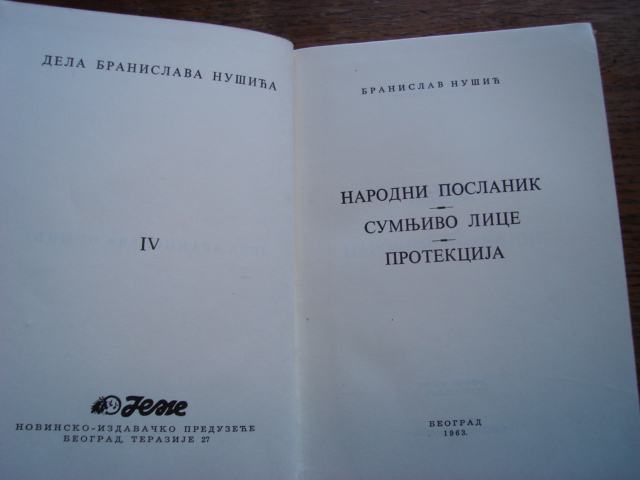 ДЕЛА БРАНИСЛАВА НУШИЋА
IV
Јеже
НОВИНСКО-ИЗДАВАЧКО ПРЕДУЗЕЋЕ
БЕОГРАД, ТЕРАЗИЈЕ 27
БРАНИСЛАВ НУШИЋ
НАРОДНИ ПОСЛАНИК
СУМЊИВО ЛИЦЕ
ПРОТЕКЦИЈА
БЕОГРАД
1963.